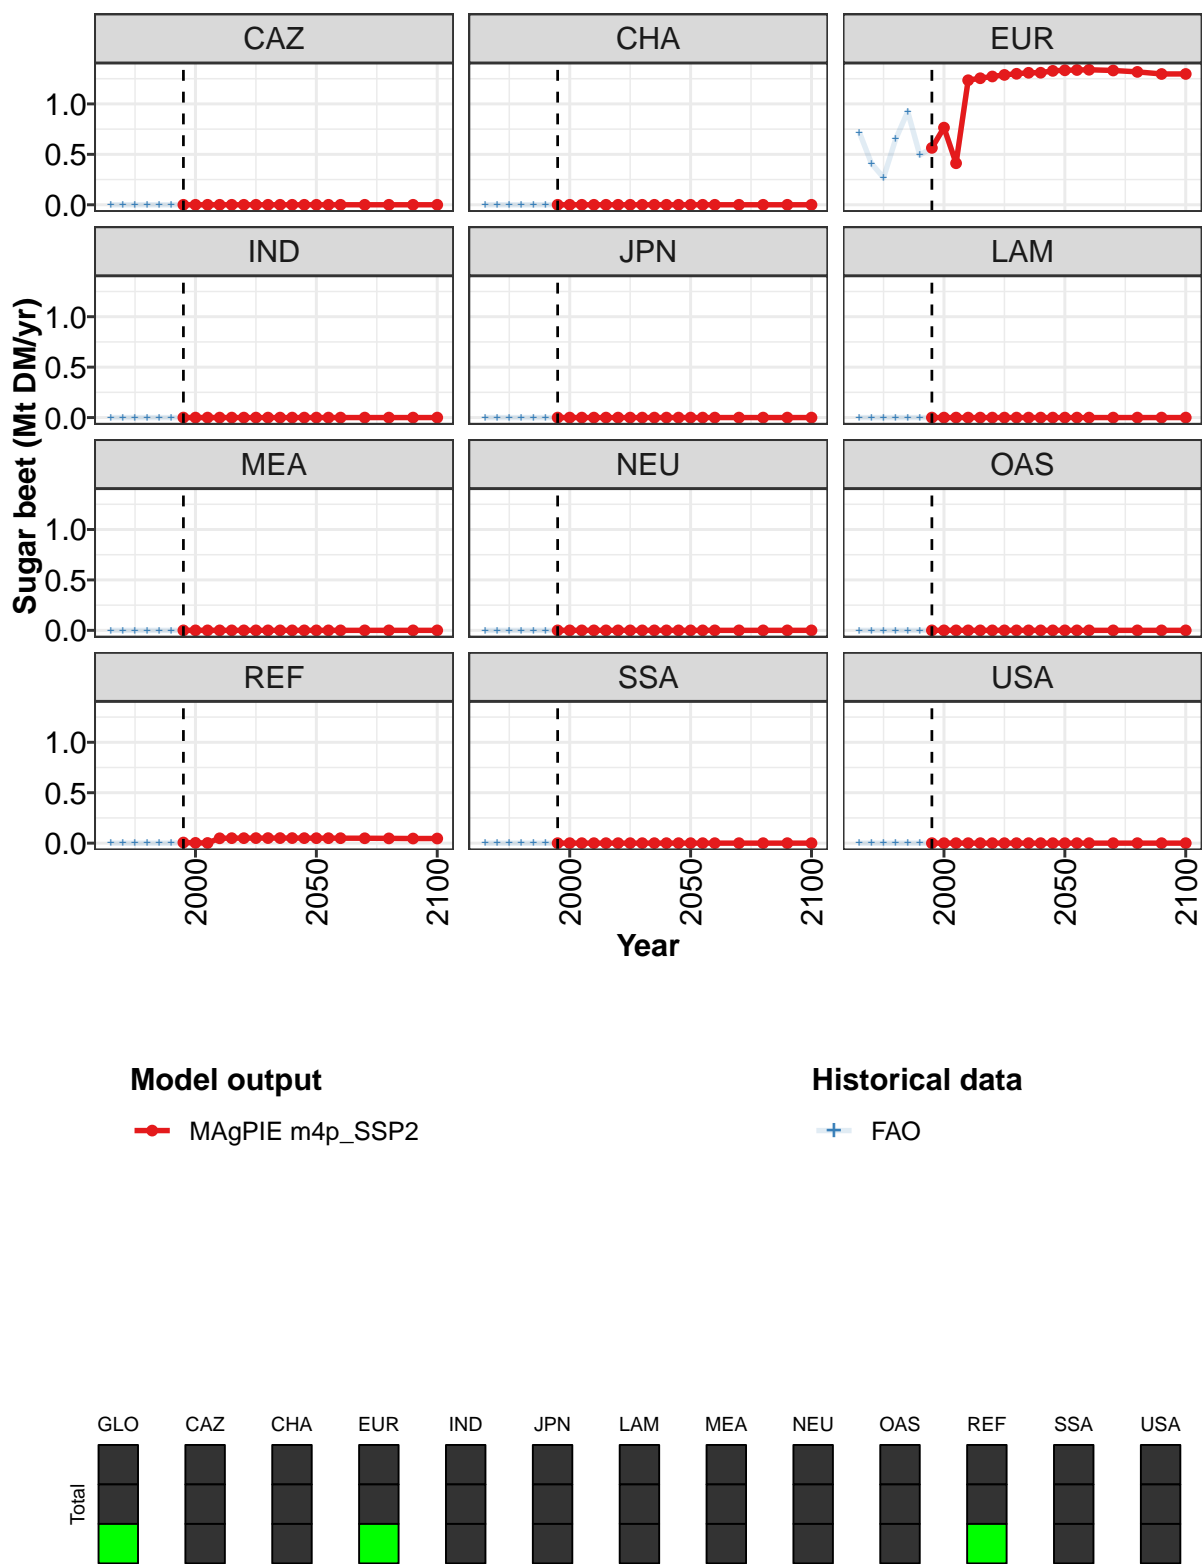 CAZ CHA EUR
1.0
0.5
0.0
IND JPN LAM
1.0
0.5
0.0
MEA NEU OAS
1.0
0.5
0.0
REF SSA USA
1.0
0.5
0.0
Sugar beet (Mt DM/yr)
2000 2050 2100 2000 2050 2100 2000 2050 2100
Year
Model output Historical data
MAgPIE m4p_SSP2 FAO
GLO CAZ CHA EUR IND JPN LAM MEA NEU OAS REF SSA USA
Total